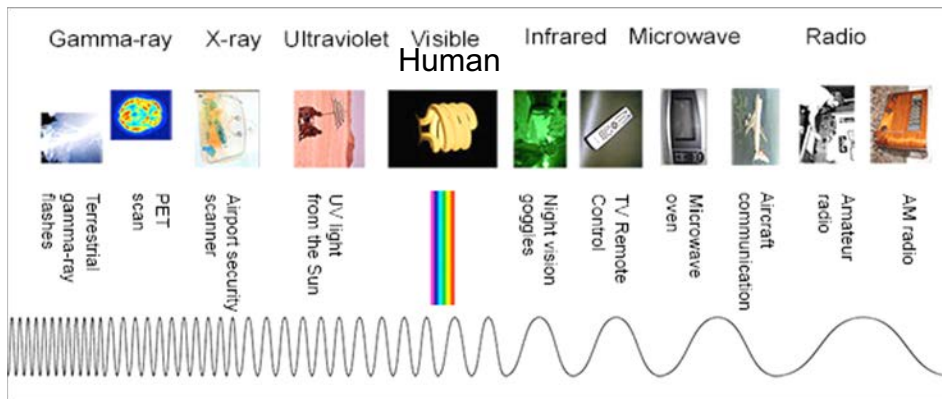 Gamma-ray
X-ray
Ultraviolet
Visible
Infrared
Microwave
Radio
Human
Terrestrial
gamma-ray
flashes
PET
scan
Airport security
scanner
UV light
from the Sun
Night vision
goggles
TV Remote
Control
Microwave
oven
Aircraft
communication
Amateur
radio
AM radio